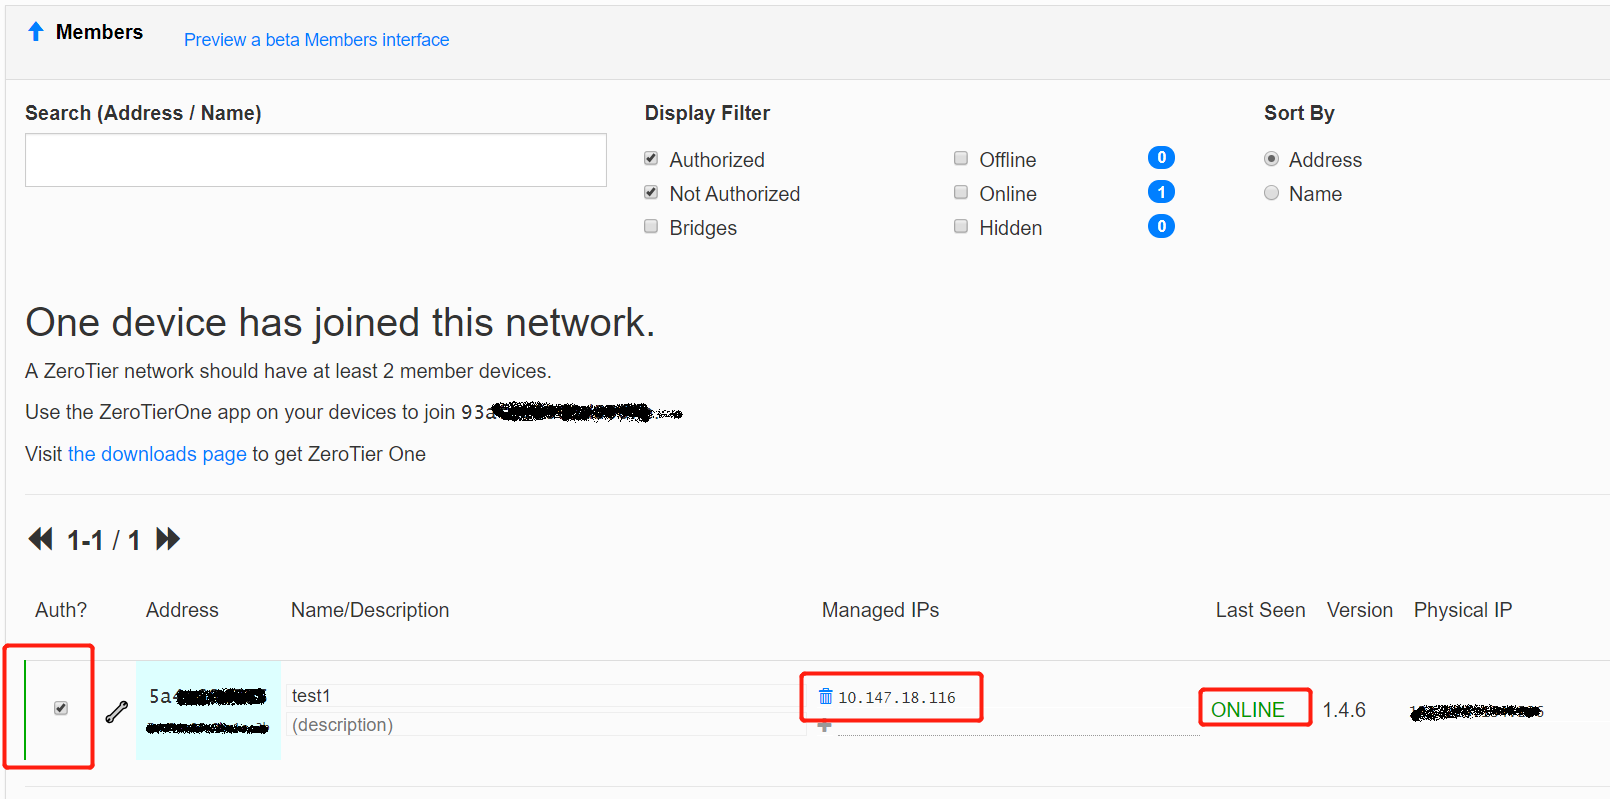 Members
Preview a beta Members interface
Search (Address / Name)
Display Filter
Sort By
Authorized
Offline
0
Address
Not Authorized
Online
1
Name
Bridges
Hidden
0
One device has joined this network.
A ZeroTier network should have at least 2 member devices.
Use the ZeroTierOne app on your devices to join 93a
Visit the downloads page to get ZeroTier One
1-1 / 1
Auth?
Address
Name/Description
Managed IPs
Last Seen
Version
Physical IP
5a
test1
10.147.18.116
ONLINE
1.4.6
(description)